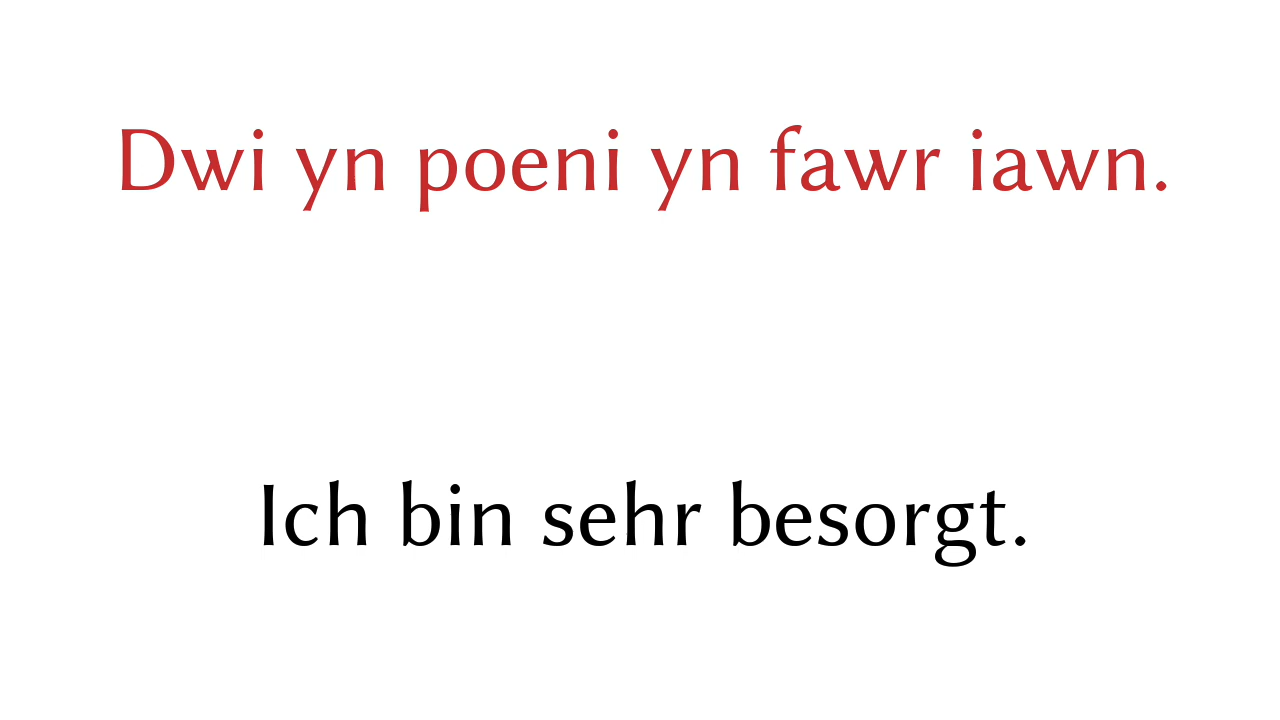 Dwi yn poeni yn fawr iawn.
Ich bin sehr besorgt.